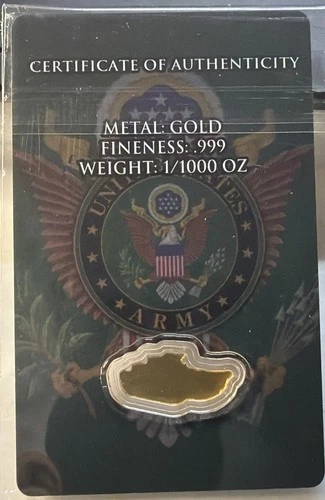 CERTIFICATE OF AUTHENTICITY
METAL: GOLD
FINENESS: .999
WEIGHT: 1/1000 OZ
UNITED STATES
ARMY